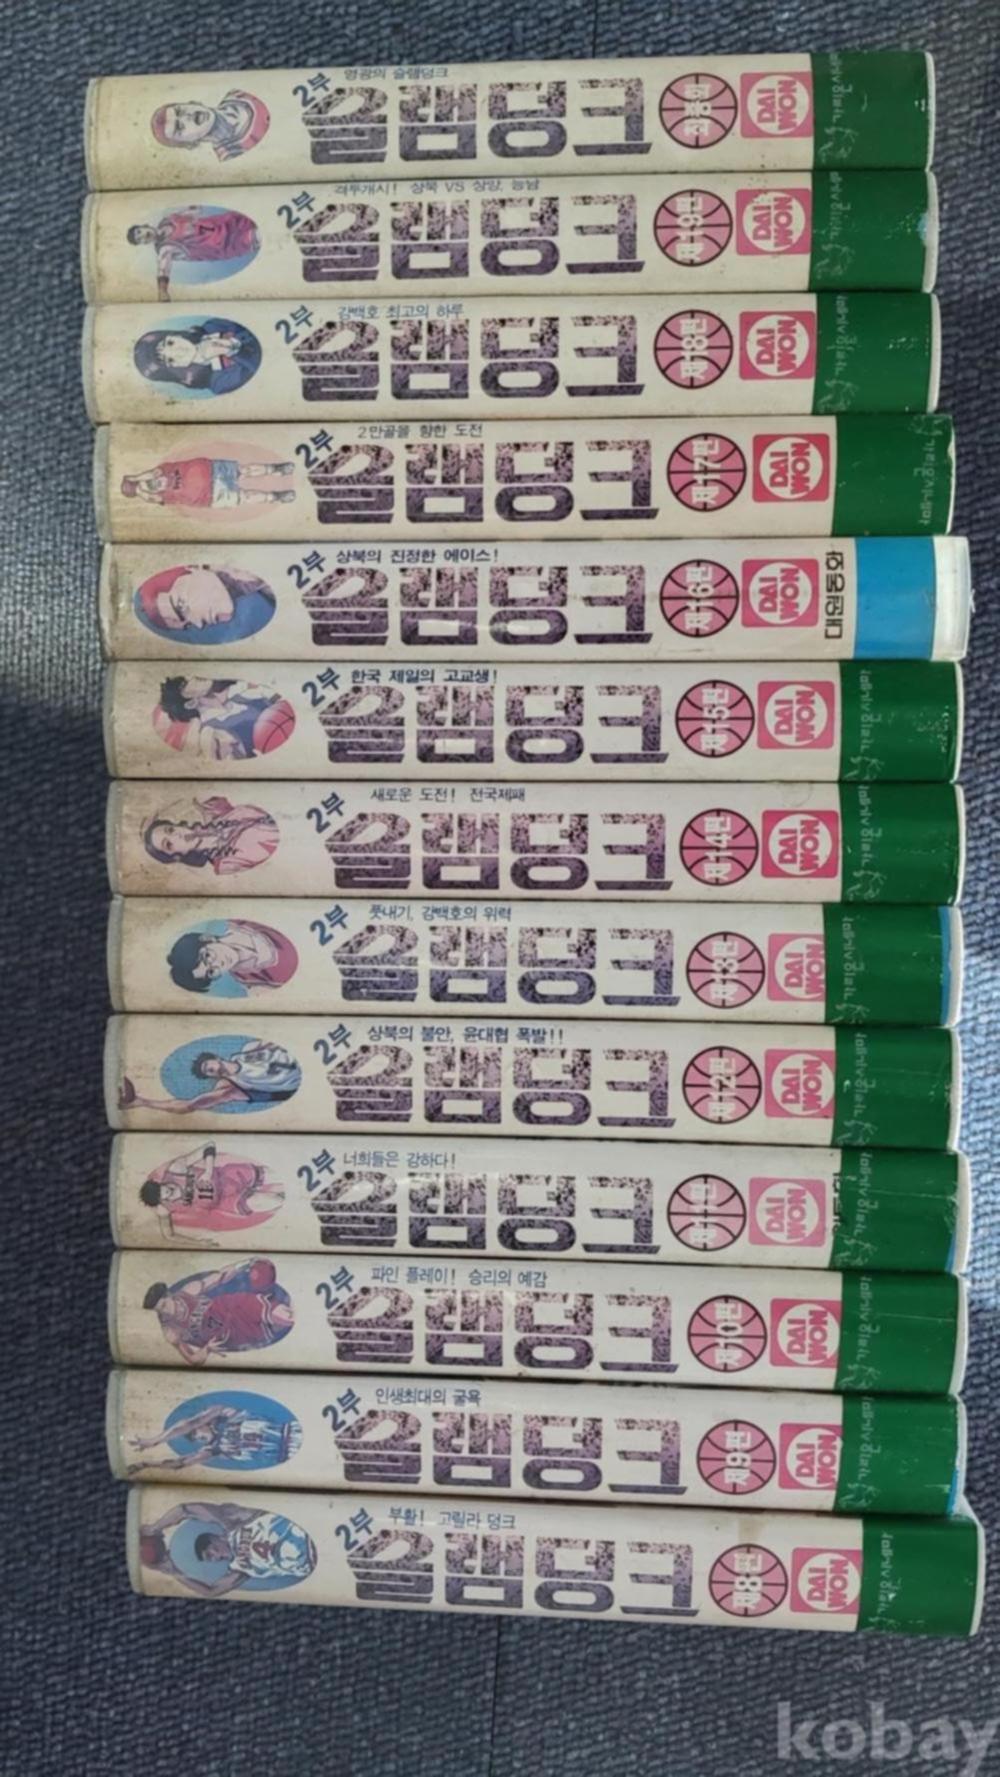 2부 영광의 슬램덩크
슬램덩크 최종회 DAI WON
2부 격투개시! 상북 VS 상양, 능남
슬램덩크 제19편 DAI WON
2부 강백호 최고의 하루
슬램덩크 제18편 DAI WON
2부 2만골을 향한 도전
슬램덩크 제17편 DAI WON
2부 상북의 진정한 에이스!
슬램덩크 제16편 DAI WON 대원동화
2부 한국 제일의 고교생!
슬램덩크 제15편 DAI WON
2부 새로운 도전! 전국제패
슬램덩크 제14편 DAI WON
2부 풋내기, 강백호의 위력
슬램덩크 제13편 DAI WON
2부 상북의 불안, 윤대협 폭발!!
슬램덩크 제12편 DAI WON
2부 너희들은 강하다!
슬램덩크 제11편 DAI WON
2부 파인 플레이! 승리의 예감
슬램덩크 제10편 DAI WON
2부 인생최대의 굴욕
슬램덩크 제9편 DAI WON
2부 부활! 고릴라 덩크
슬램덩크 제8편 DAI WON
kobay